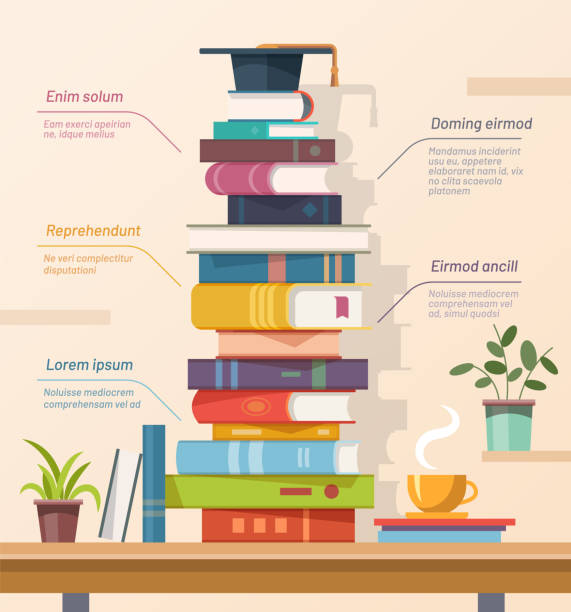 Enim solum
Eam exerci apeirian
ne, idque melius
Doming eirmod
Mandamus inciderint
usu eu, appetere
elaboraret mea id, vix
no clita scaevola
platonem
Reprehendunt
Ne veri complectitur
disputationi
Eirmod ancill
Noluisse mediocrem
comprehensam vel
ad, simul quodsi
Lorem ipsum
Noluisse mediocrem
comprehensam vel ad